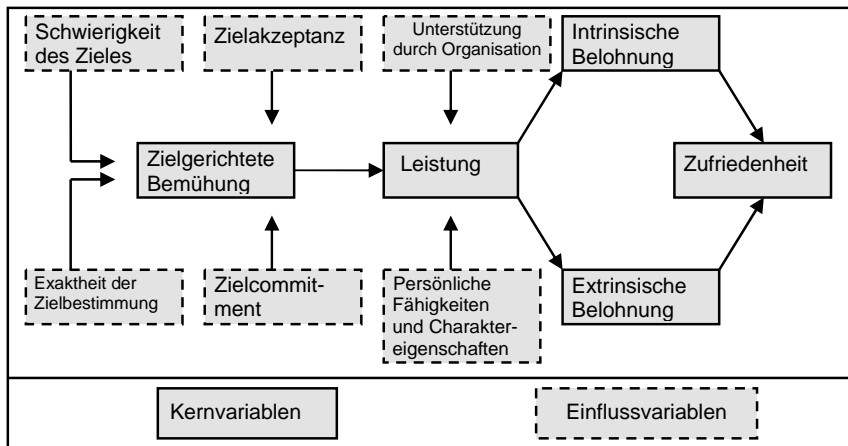 Schwierigkeit
des Zieles
Zielakzeptanz
Unterstützung
durch Organisation
Intrinsische
Belohnung
Zielgerichtete
Bemühung
Leistung
Zufriedenheit
Exaktheit der
Zielbestimmung
Zielcommit-
ment
Persönliche
Fähigkeiten
und Charakter-
eigenschaften
Extrinsische
Belohnung
Kernvariablen
Einflussvariablen